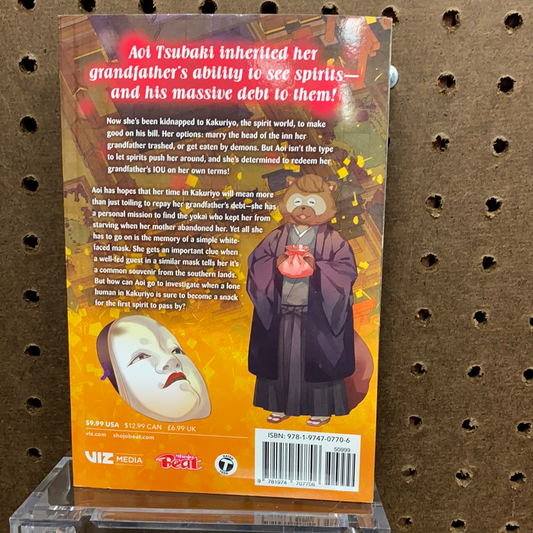 Aoi Tsubaki inherited her
grandfather's ability to see spirits—
and his massive debt to them!
Now she's been kidnapped to Kakuriyo, the spirit world, to make
good on his bill. Her options: marry the head of the inn her
grandfather trashed, or get eaten by demons. But Aoi isn't the type
to let spirits push her around, and she's determined to redeem her
grandfather's IOU on her own terms!
Aoi has hopes that her time in Kakuriyo will mean more
than just toiling to repay her grandfather's debt—she has
a personal mission to find the yokai who kept her from
starving when her mother abandoned her. Yet all she
has to go on is the memory of a simple white-
faced mask. She gets an important clue when
a well-fed guest in a similar mask tells her it's
a common souvenir from the southern lands.
But how can Aoi go to investigate when a lone
human in Kakuriyo is sure to become a snack
for the first spirit to pass by?
$9.99 USA $12.99 CAN £6.99 UK
viz.com shojobeat.com
VIZ MEDIA
Shojo Beat
T
ISBN: 978-1-9747-0770-6
50999
9 781974 707706